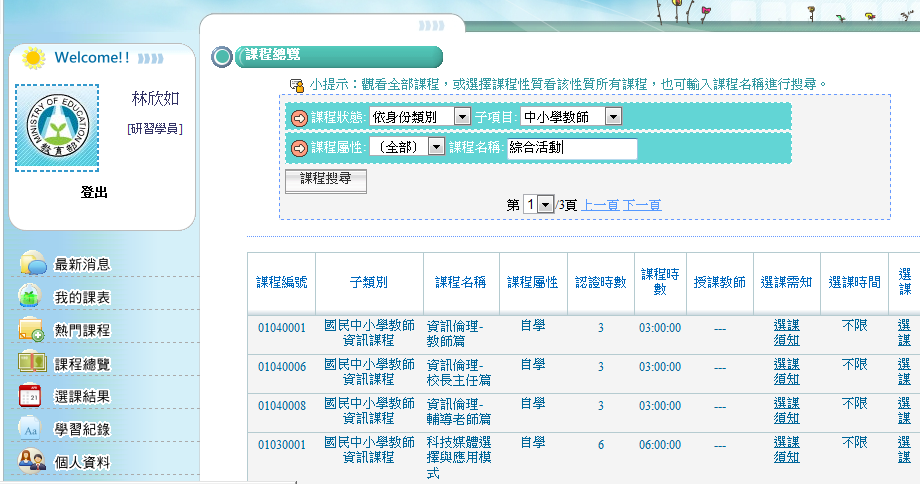 Welcome!!
MINISTRY OF EDUCATION
教育部
林欣如
[研習學員]
登出
最新消息
我的課表
熱門課程
課程總覽
選課結果
學習紀錄
個人資料
課程總覽
小提示：觀看全部課程，或選擇課程性質看該性質所有課程，也可輸入課程名稱進行搜尋。
課程狀態: 依身份類別 子項目: 中小學教師
課程屬性: 〔全部〕 課程名稱: 綜合活動
課程搜尋
第 1 /3頁 上一頁 下一頁
課程編號 子類別 課程名稱 課程屬性 認證時數 課程時數 授課教師 選課需知 選課時間 選課
01040001 國民中小學教師資訊課程 資訊倫理-教師篇 自學 3 03:00:00 --- 選課須知 不限 選課
01040006 國民中小學教師資訊課程 資訊倫理-校長主任篇 自學 3 03:00:00 --- 選課須知 不限 選課
01040008 國民中小學教師資訊課程 資訊倫理-輔導老師篇 自學 3 03:00:00 --- 選課須知 不限 選課
01030001 國民中小學教師資訊課程 科技媒體選擇與應用模式 自學 6 06:00:00 --- 選課須知 不限 選課